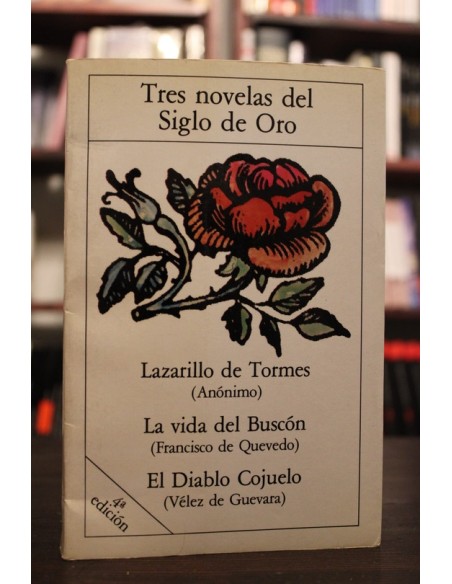 Tres novelas del
Siglo de Oro
Lazarillo de Tormes
(Anónimo)
La vida del Buscón
(Francisco de Quevedo)
El Diablo Cojuelo
(Vélez de Guevara)
4ª
edición